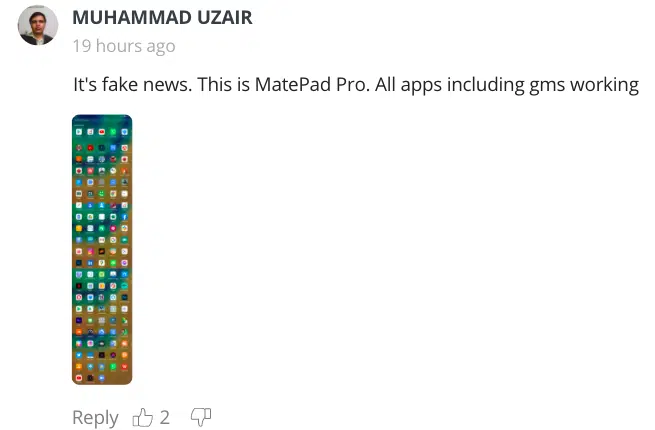 MUHAMMAD UZAIR
19 hours ago
It's fake news. This is MatePad Pro. All apps including gms working
Reply 2